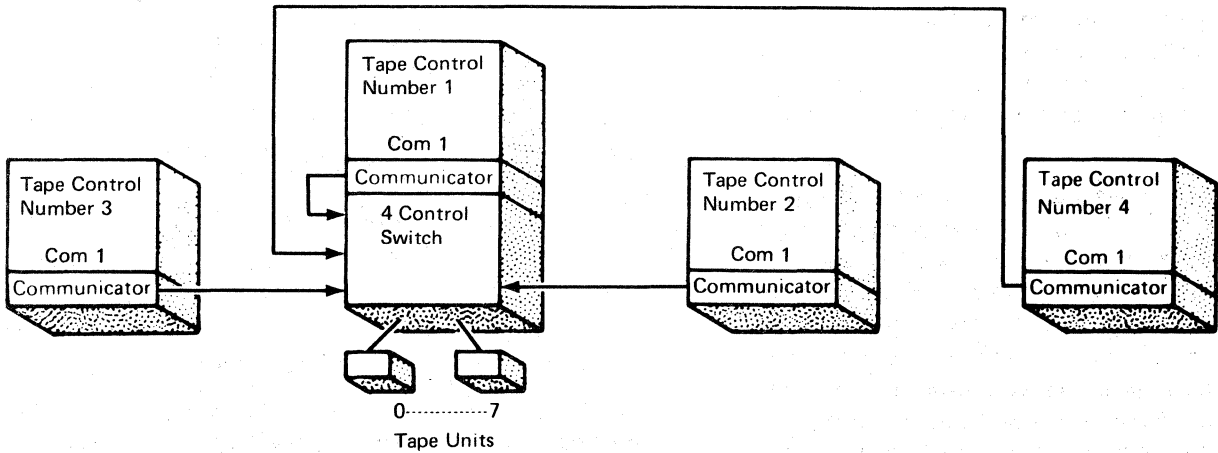 Tape Control
Number 1
Com 1
Communicator
4 Control
Switch
Tape Control
Number 3
Com 1
Communicator
Tape Control
Number 2
Com 1
Communicator
Tape Control
Number 4
Com 1
Communicator
0--------------7
Tape Units